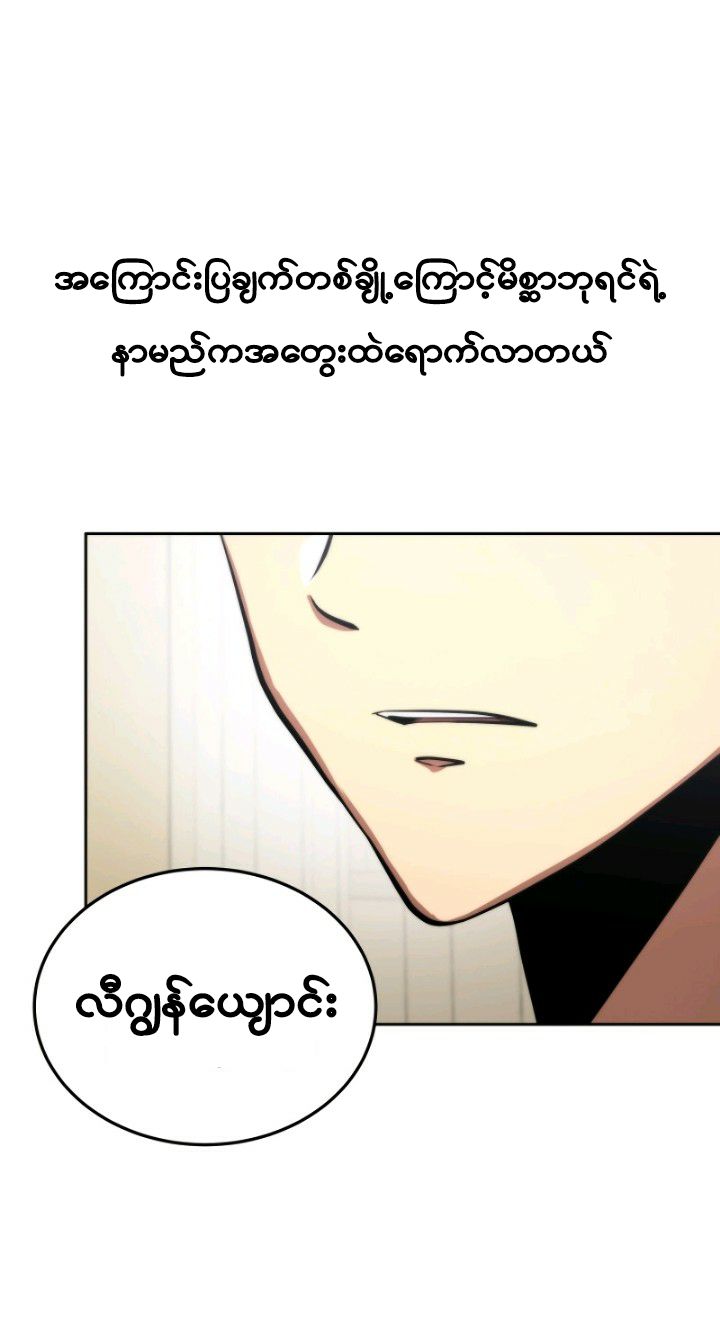 အကြောင်းပြချက်တစ်ချို့ကြောင့်မိစ္ဆာဘုရင်ရဲ့
နာမည်ကအတွေးထဲရောက်လာတယ်
လီဂျွန်ယျောင်း